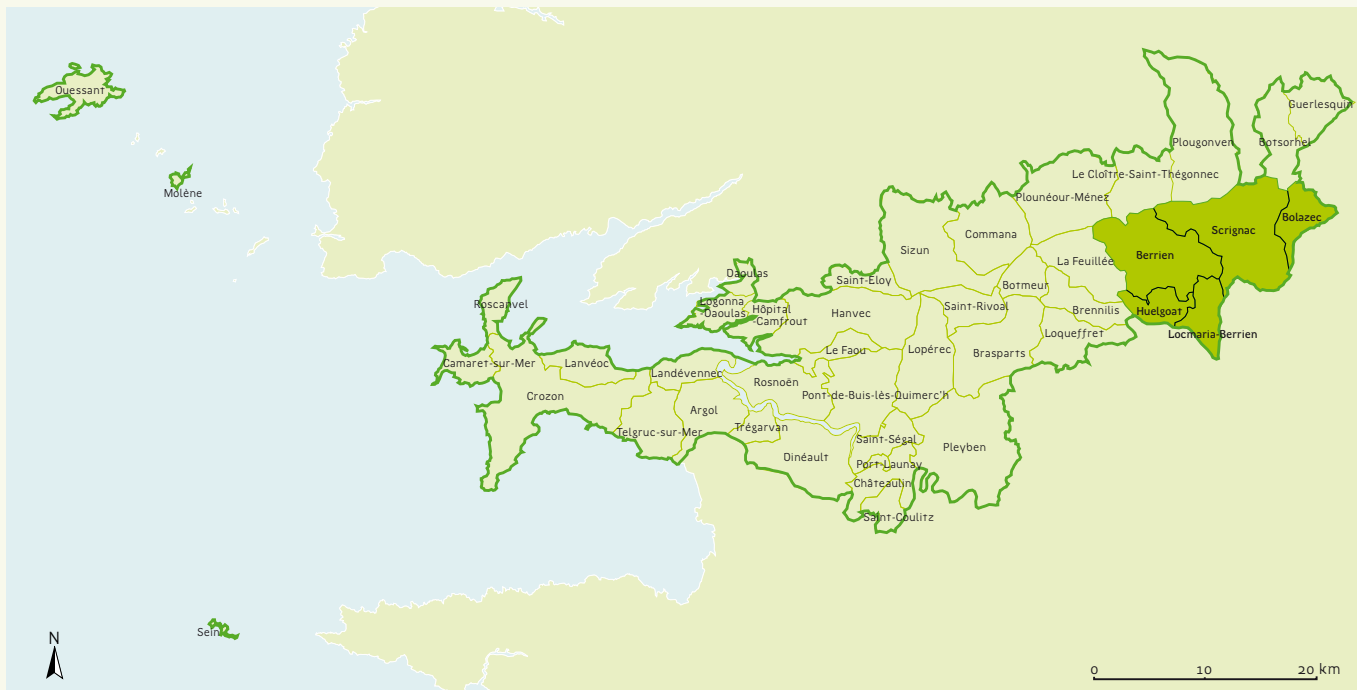 Ouessant
Guerlesquin
Plougonven
Botsorhel
Le Cloître-Saint-Thégonnec
Molène
Plounéour-Ménez
Bolazec
Scrignac
Commana
Sizun
Berrien
La Feuillée
Daoulas
Saint-Eloy
Botmeur
Roscanvel
Logonna
-Daoulas
Hôpital
-Camfrout
Hanvec
Saint-Rivoal
Brennilis
Huelgoat
Loqueffret
Locmaria-Berrien
Le Faou
Lopérec
Brasparts
Camaret-sur-Mer
Lanvéoc
Landévennec
Rosnoën
Crozon
Pont-de-Buis-lès-Quimerc'h
Argol
Trégarvan
Telgruc-sur-Mer
Saint-Ségal
Pleyben
Dinéault
Port-Launay
Châteaulin
Saint-Coulitz
Sein
N
0 10 20 km